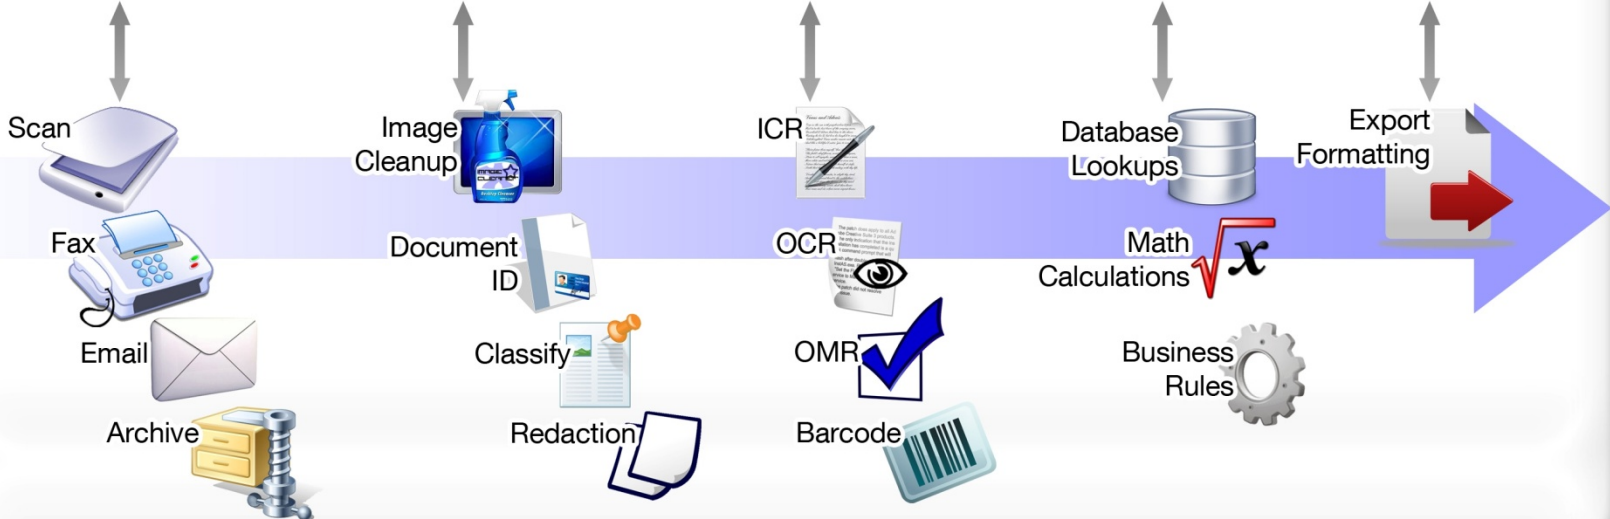 Scan
Fax
Email
Archive
Image
Cleanup
Document
ID
Classify
Redaction
ICR
OCR
OMR
Barcode
Database
Lookups
Math
Calculations
x
Business
Rules
Export
Formatting